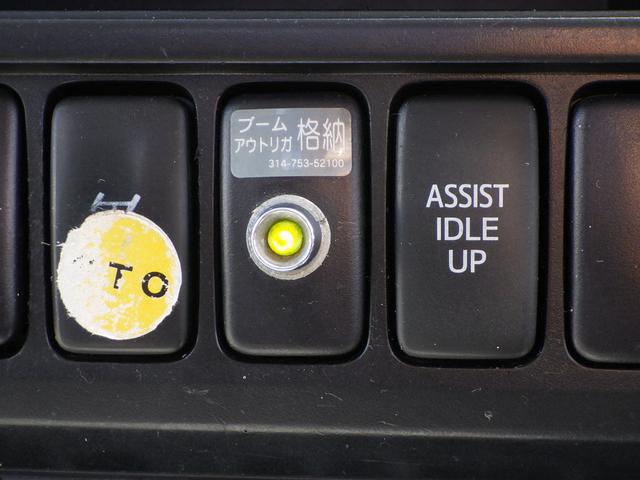 TO
ブーム
アウトリガ 格納
314-753-52100
ASSIST
IDLE
UP